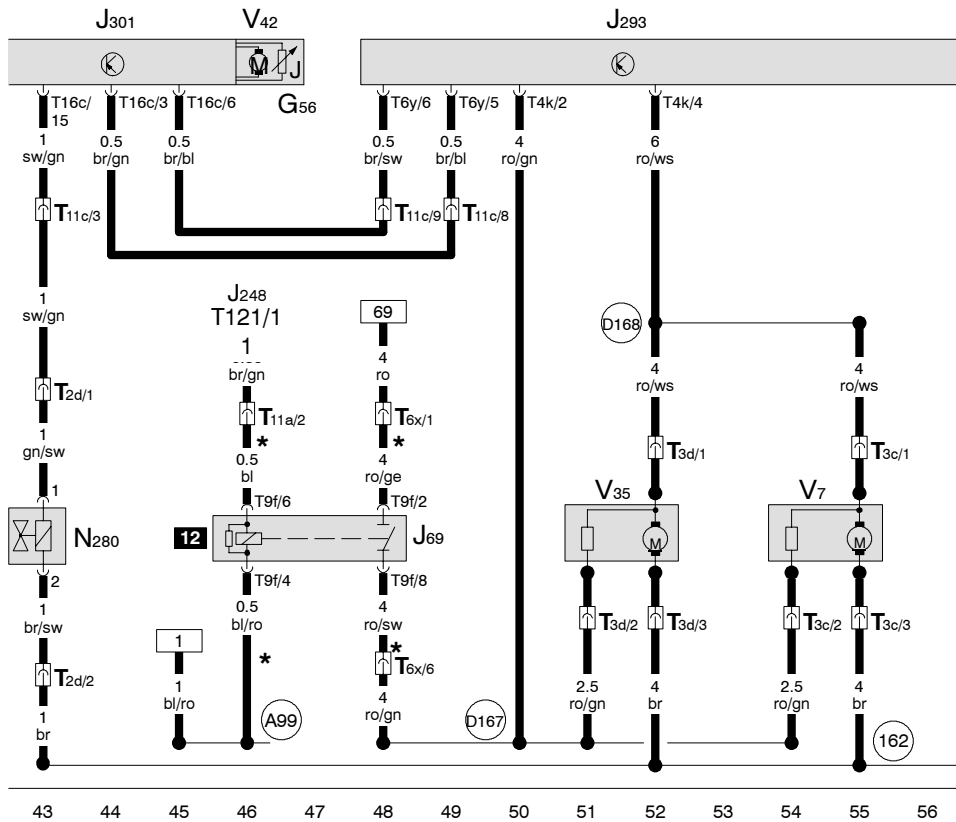 J301 V42 J293
M J
G56
T16c/15 T16c/3 T16c/6 T6y/6 T6y/5 T4k/2 T4k/4
1 0.5 0.5 0.5 0.5 4 6
sw/gn br/gn br/bl br/sw br/bl ro/gn ro/ws
T11c/3 T11c/9 T11c/8
J248
T121/1
1
br/gn
69
1
sw/gn
4
ro
D168
4 4
ro/ws ro/ws
T2d/1 T11a/2 T6x/1
* *
T3d/1 T3c/1
1
gn/sw
0.5
bl
4
ro/ge
1 T9f/6 T9f/2
V35 V7
N280 12 J69 M M
2 T9f/4 T9f/8
1
br/sw
0.5
bl/ro
4
ro/sw
T3d/2 T3d/3 T3c/2 T3c/3
1 * *
T2d/2 T6x/6
1
br
1
bl/ro
4
ro/gn
2.5
ro/gn
4
br
2.5
ro/gn
4
br
A99 D167 162
43 44 45 46 47 48 49 50 51 52 53 54 55 56